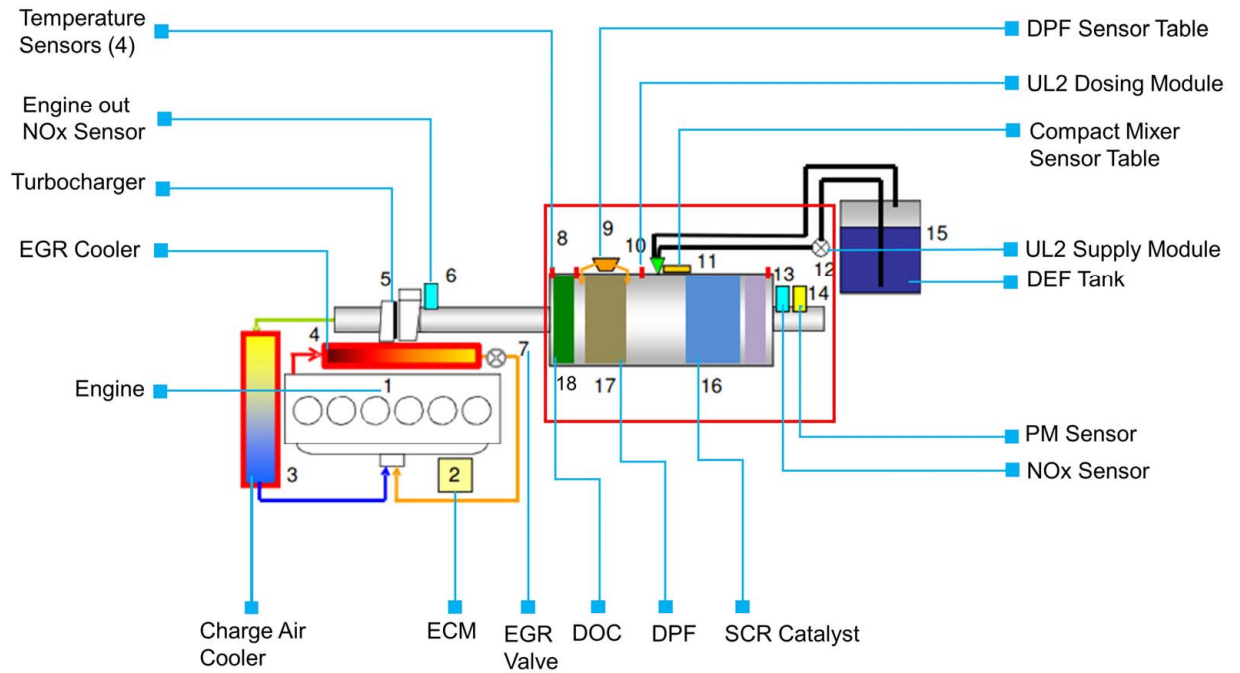 Temperature
Sensors (4)
DPF Sensor Table
UL2 Dosing Module
Engine out
NOx Sensor
Compact Mixer
Sensor Table
Turbocharger
EGR Cooler
UL2 Supply Module
DEF Tank
5
6
8
9
10
11
12
13
14
15
4
7
Engine
1
18
17
16
3
2
PM Sensor
NOx Sensor
Charge Air
Cooler
ECM
EGR
Valve
DOC
DPF
SCR Catalyst